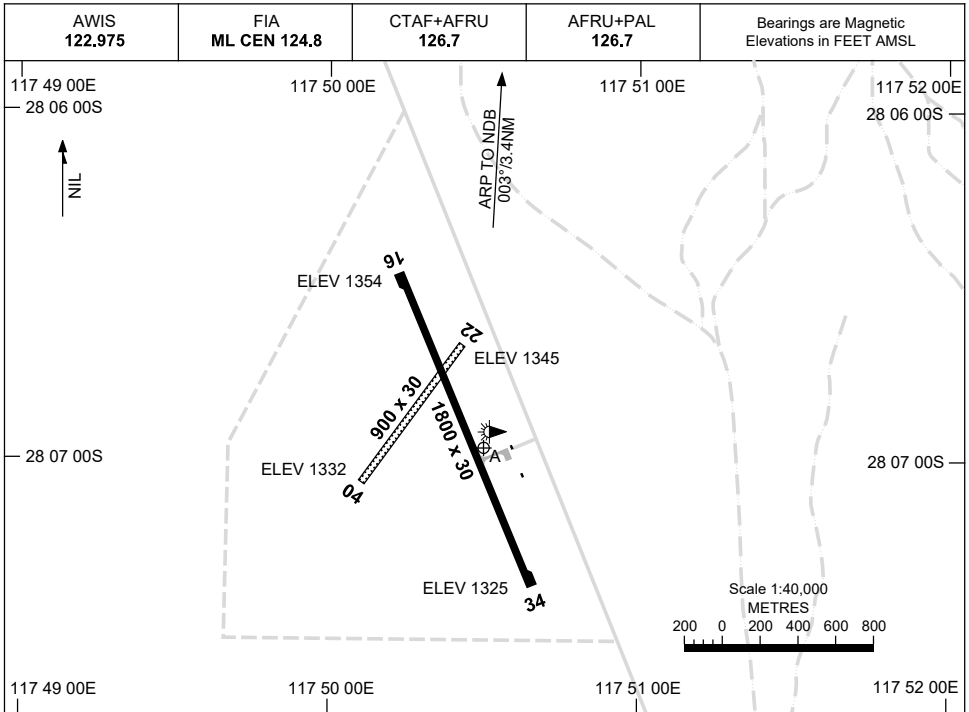 AWIS
122.975
FIA
ML CEN 124.8
CTAF+AFRU
126.7
AFRU+PAL
126.7
Bearings are Magnetic
Elevations in FEET AMSL
117 49 00E
117 50 00E
117 51 00E
117 52 00E
28 06 00S
28 06 00S
NIL
ARP TO NDB
003°/3.4NM
16
ELEV 1354
22
ELEV 1345
900 x 30
1800 x 30
A
28 07 00S
28 07 00S
ELEV 1332
04
ELEV 1325
34
Scale 1:40,000
METRES
200 0 200 400 600 800
117 49 00E
117 50 00E
117 51 00E
117 52 00E